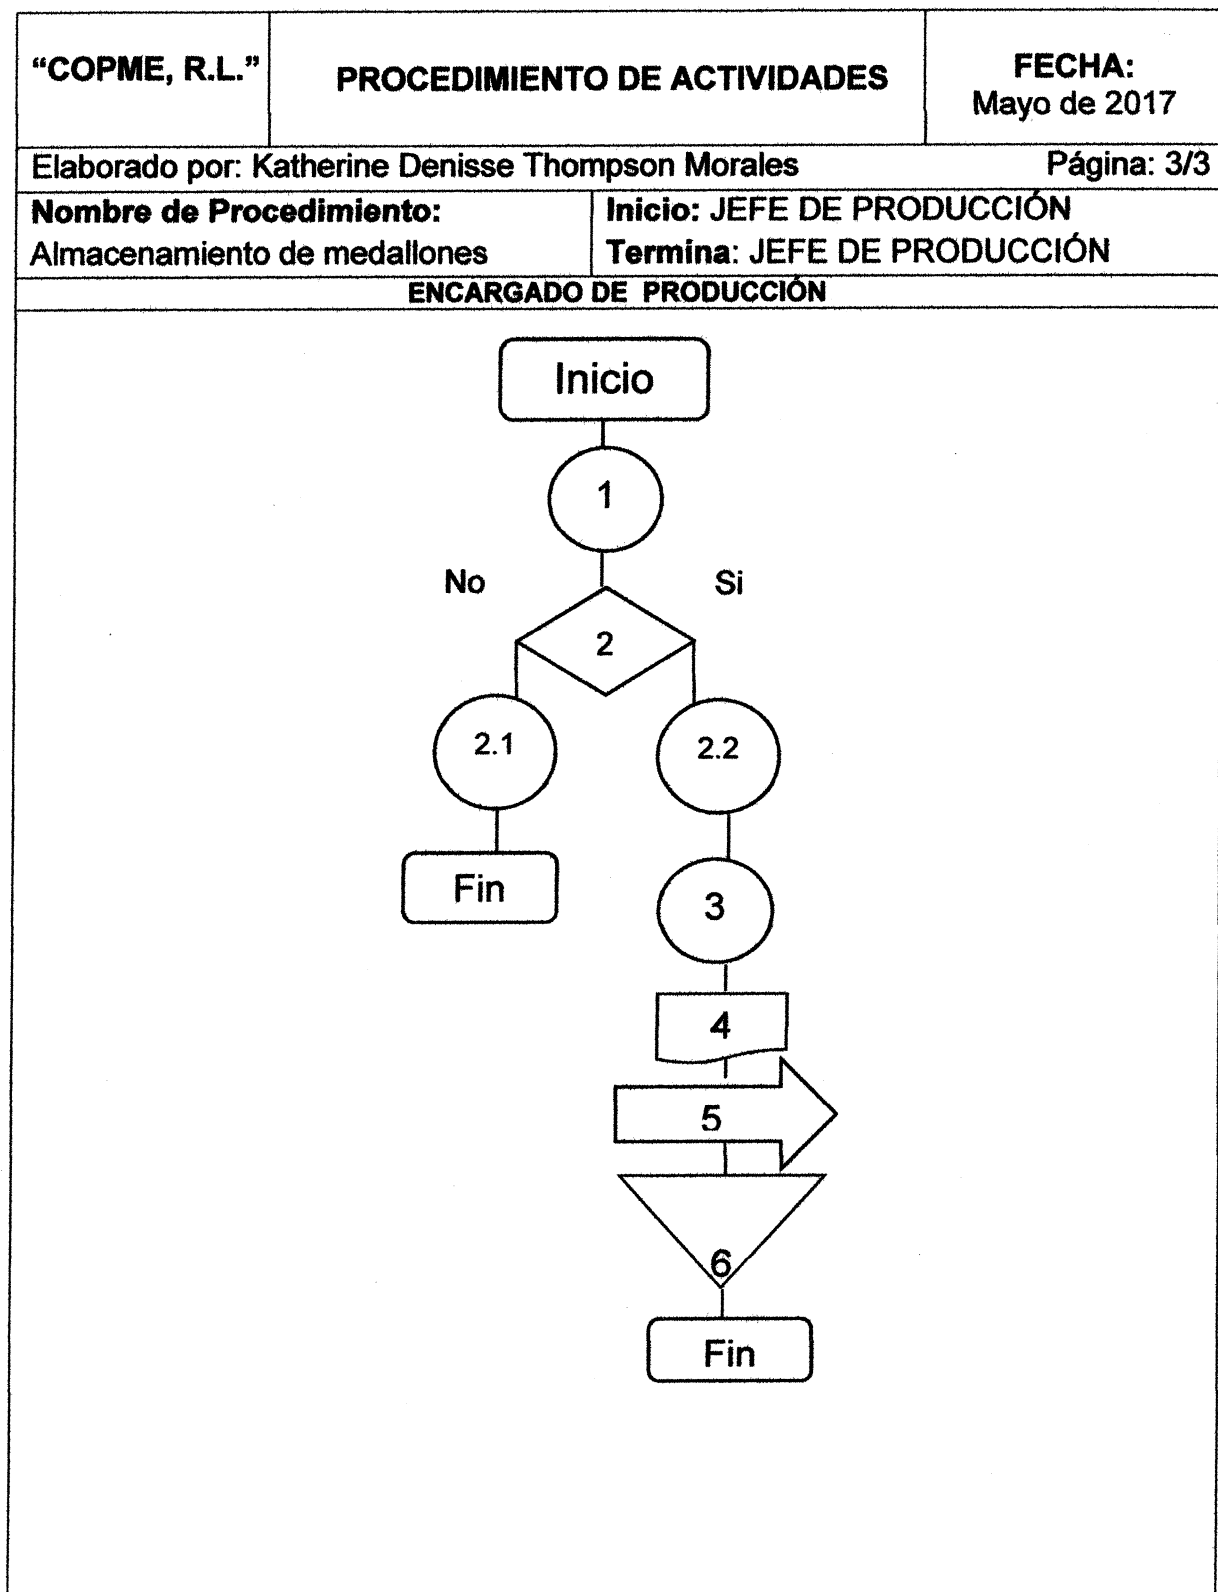 “COPME, R.L.”
PROCEDIMIENTO DE ACTIVIDADES
FECHA:
Mayo de 2017
Elaborado por: Katherine Denisse Thompson Morales
Página: 3/3
Nombre de Procedimiento:
Almacenamiento de medallones
Inicio: JEFE DE PRODUCCIÓN
Termina: JEFE DE PRODUCCIÓN
ENCARGADO DE PRODUCCIÓN
Inicio
1
No
Si
2
2.1
2.2
Fin
3
4
5
6
Fin